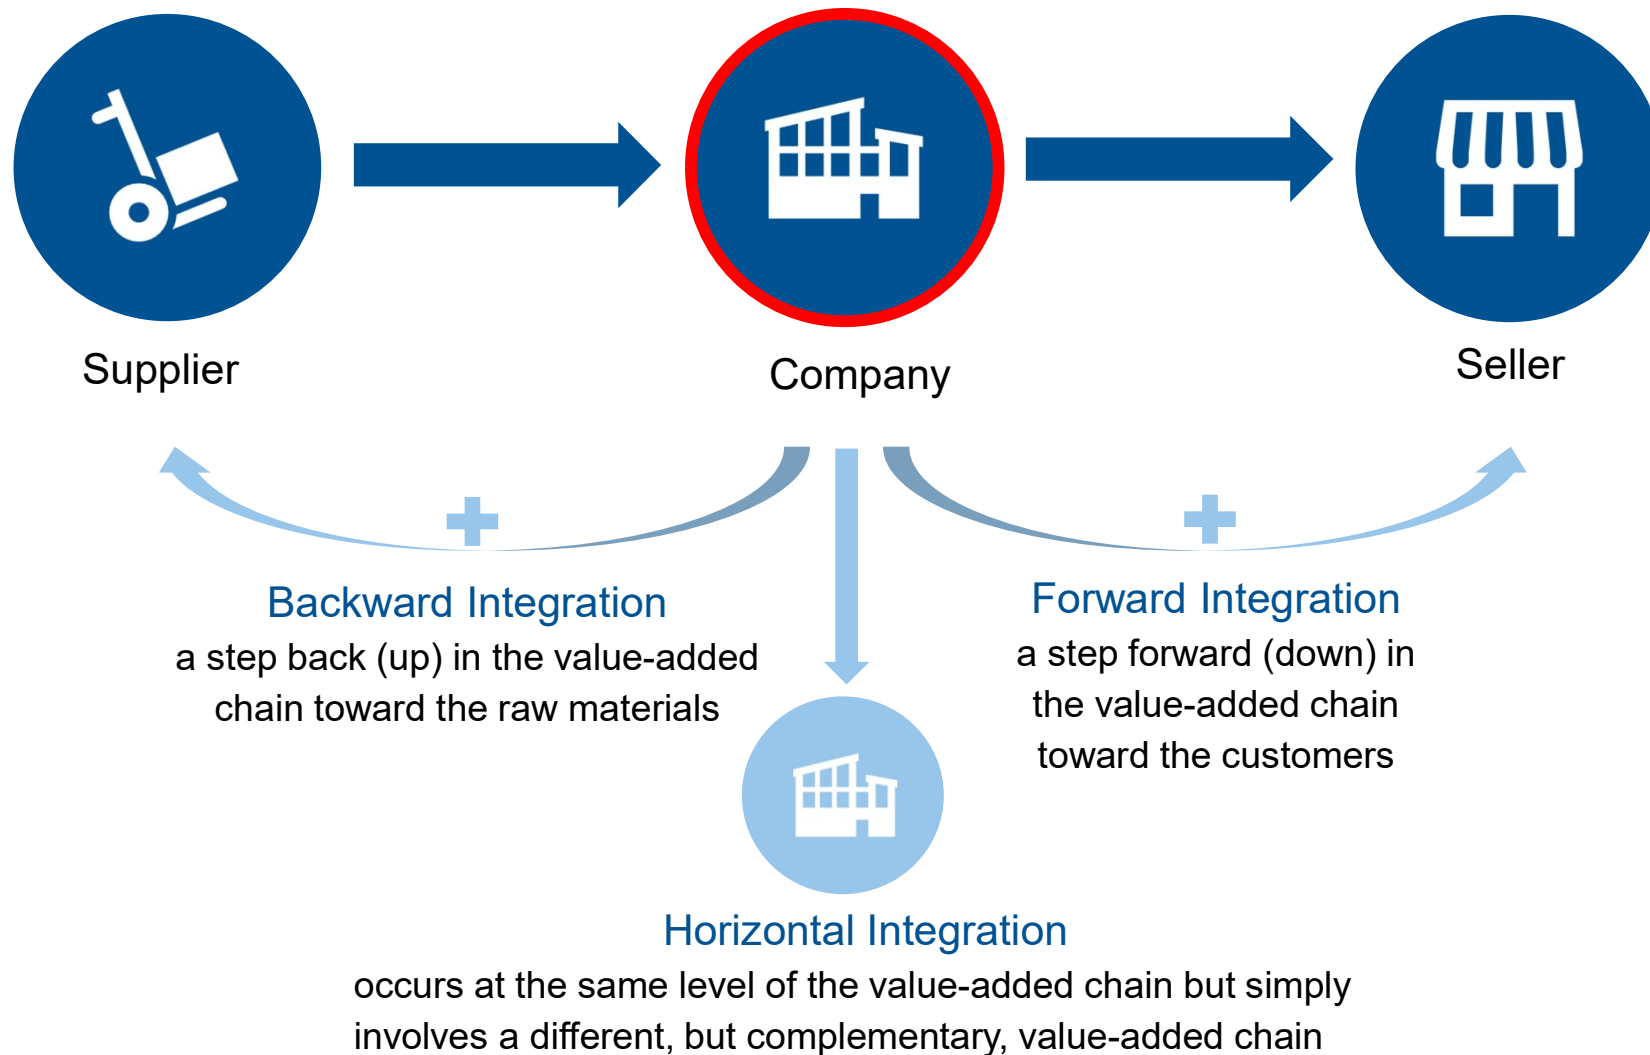 Supplier
Company
Seller
Backward Integration
a step back (up) in the value-added
chain toward the raw materials
Forward Integration
a step forward (down) in
the value-added chain
toward the customers
Horizontal Integration
occurs at the same level of the value-added chain but simply
involves a different, but complementary, value-added chain